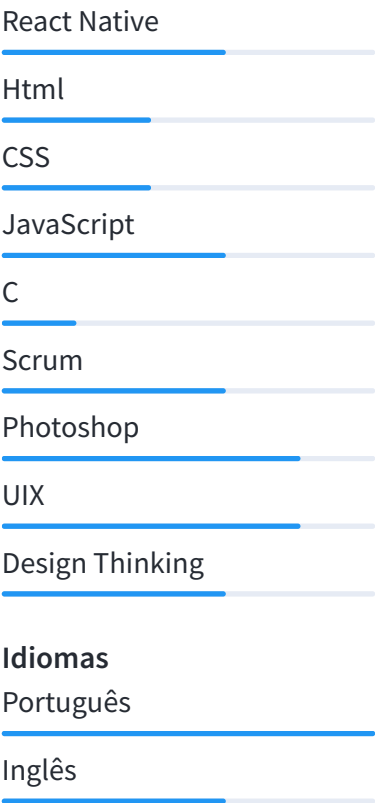 React Native
Html
CSS
JavaScript
C
Scrum
Photoshop
UIX
Design Thinking
Idiomas
Português
Inglês